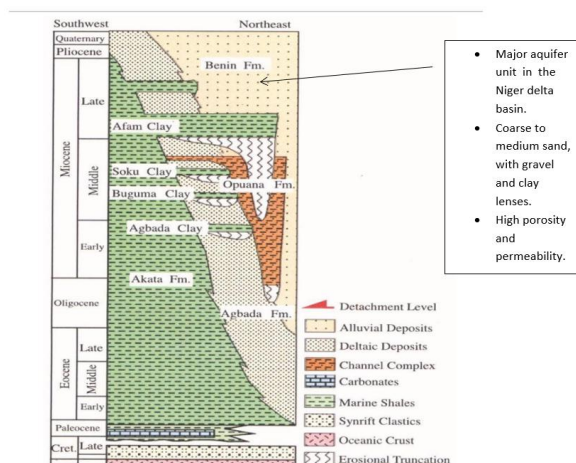 Southwest Northeast
Quaternary
Pliocene
Benin Fm.
Late
Afam Clay
Miocene
Middle
Soku Clay
Opuana Fm.
Buguma Clay
Agbada Clay
Early
Akata Fm.
Oligocene
Agbada Fm.
Late
Eocene
Middle
Early
Paleocene
Cret. Late
Detachment Level
Alluvial Deposits
Deltaic Deposits
Channel Complex
Carbonates
Marine Shales
Synrift Clastics
Oceanic Crust
Erosional Truncation
• Major aquifer
unit in the
Niger delta
basin.
• Coarse to
medium sand,
with gravel
and clay
lenses.
• High porosity
and
permeability.